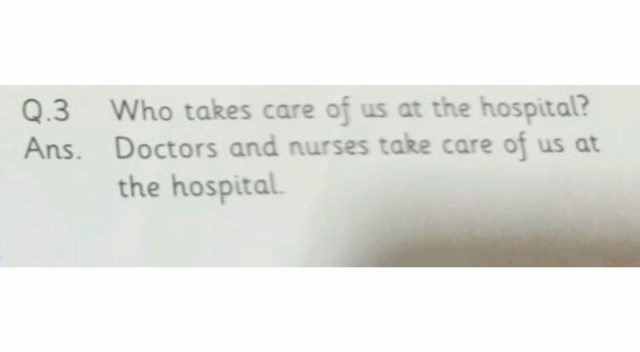 Q.3 Who takes care of us at the hospital?
Ans. Doctors and nurses take care of us at
the hospital.